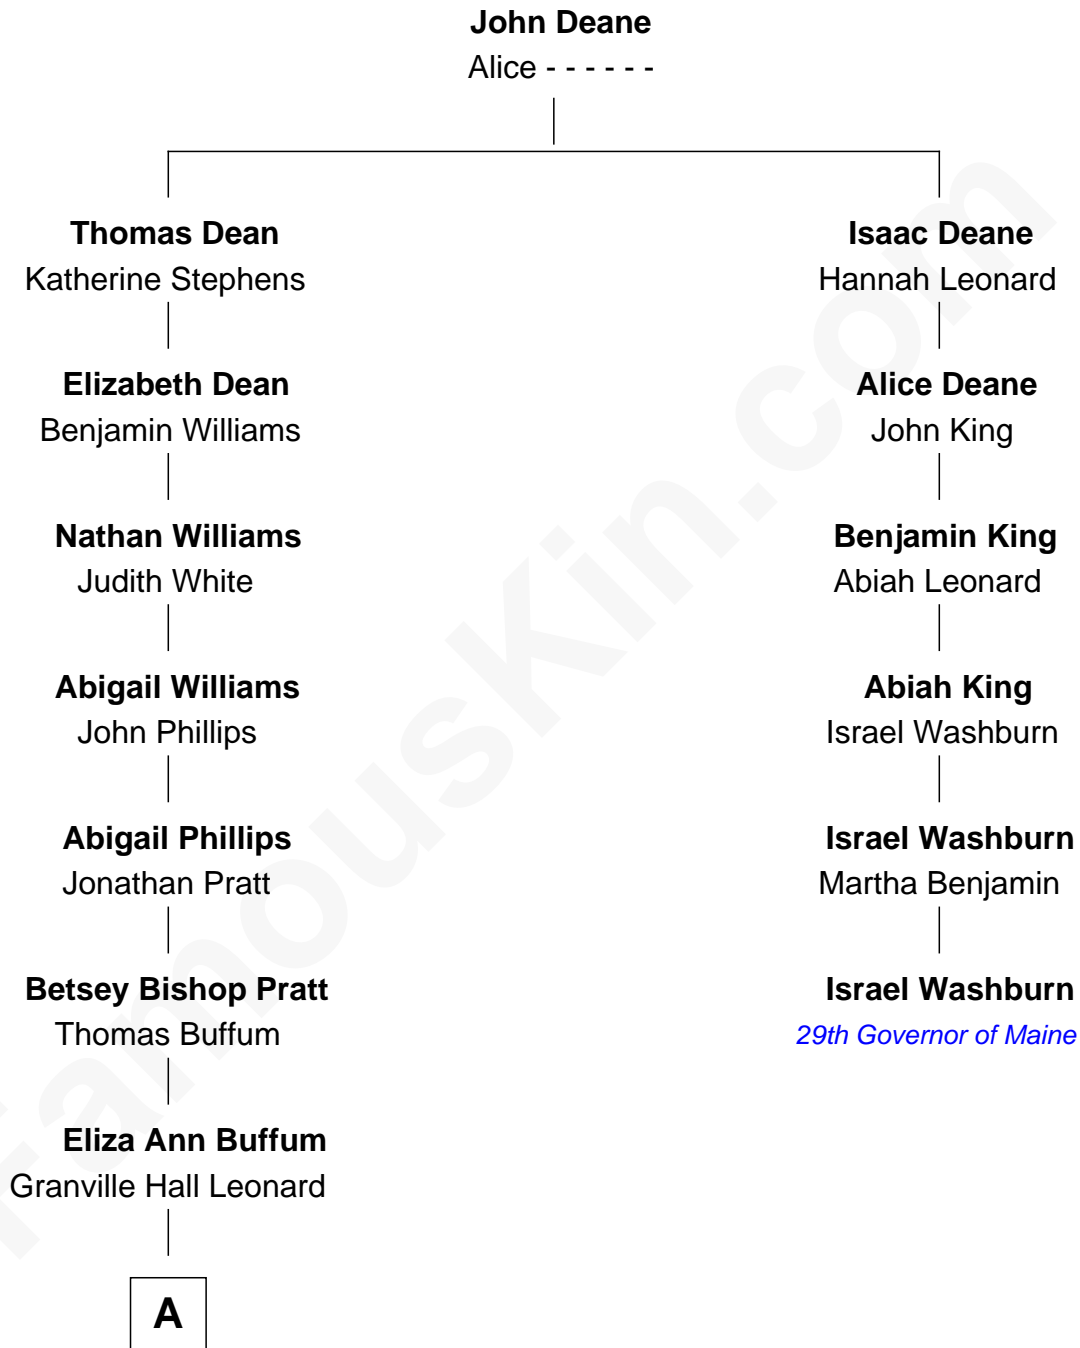 John Deane
Alice - - - - - -
Thomas Dean
Katherine Stephens
Isaac Deane
Hannah Leonard
Elizabeth Dean
Benjamin Williams
Alice Deane
John King
Nathan Williams
Judith White
Benjamin King
Abiah Leonard
Abigail Williams
John Phillips
Abiah King
Israel Washburn
Abigail Phillips
Jonathan Pratt
Israel Washburn
Martha Benjamin
Betsey Bishop Pratt
Thomas Buffum
Israel Washburn
29th Governor of Maine
Eliza Ann Buffum
Granville Hall Leonard
A
FamousKin.com